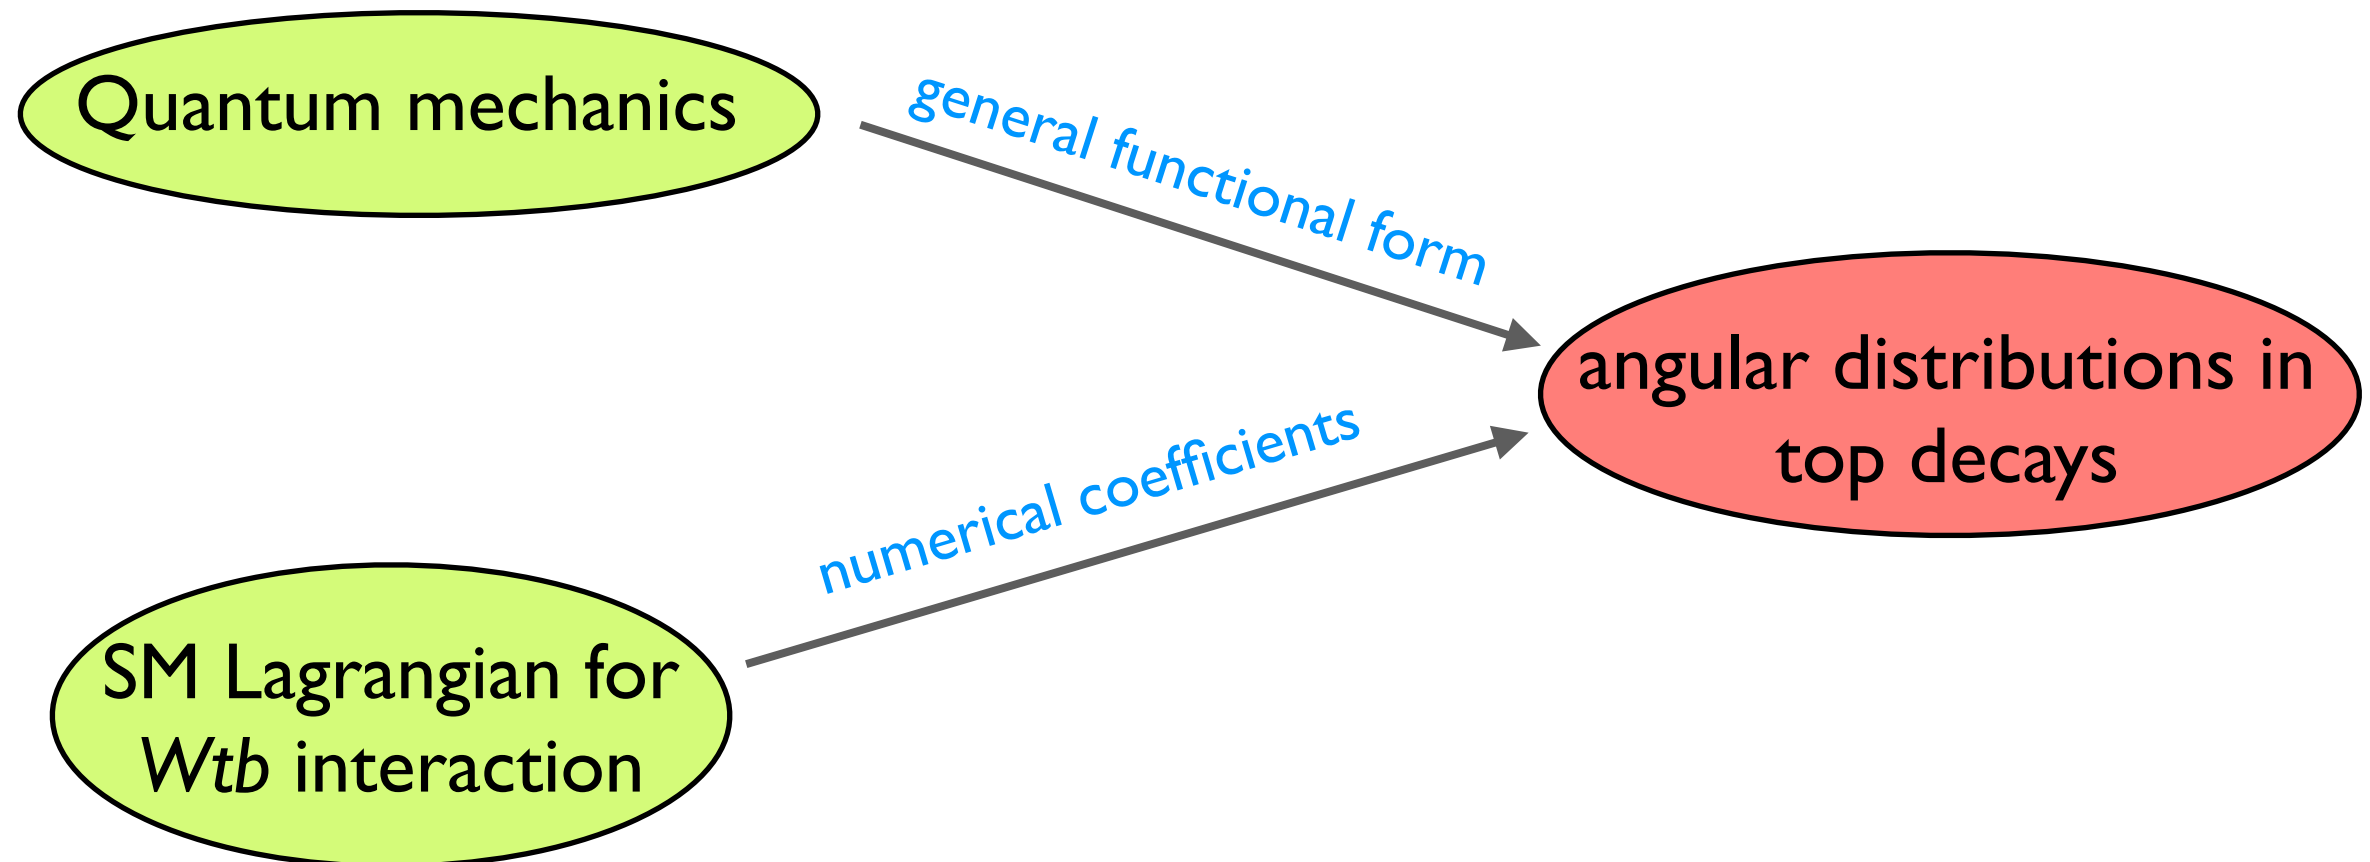 Quantum mechanics
general functional form
angular distributions in
top decays
numerical coefficients
SM Lagrangian for
Wtb interaction